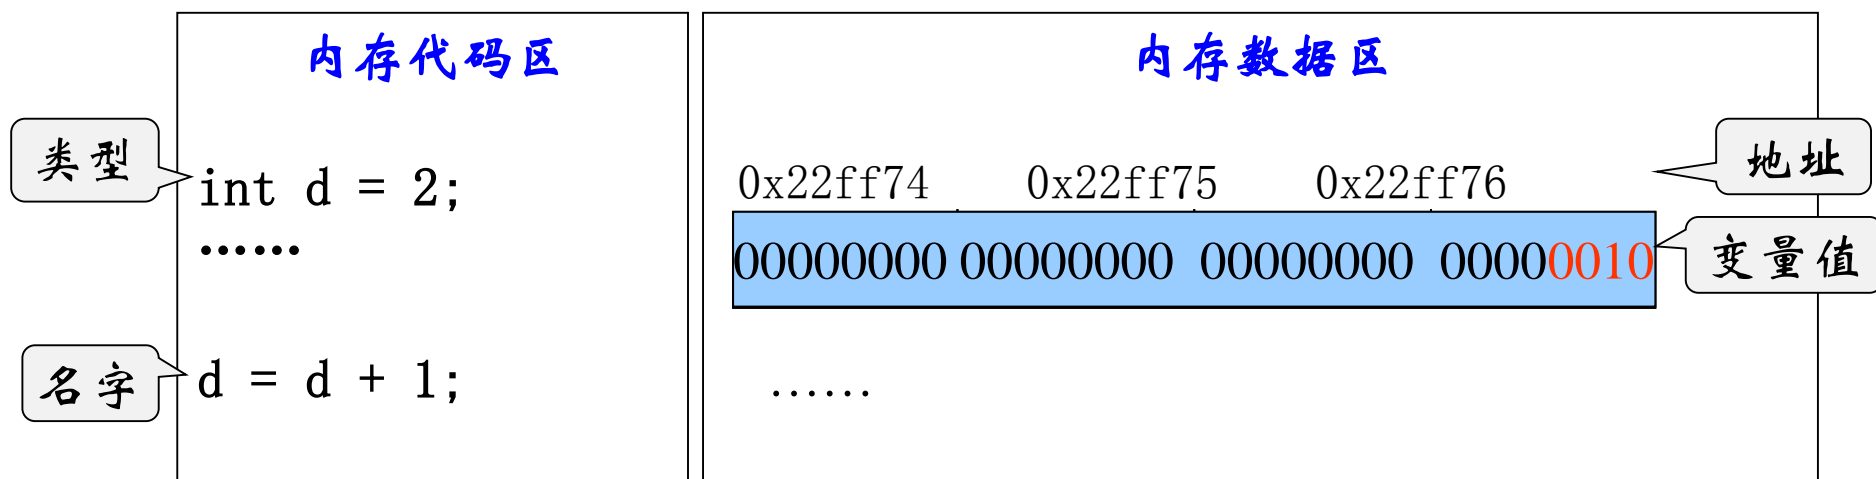 内存代码区
内存数据区
类型
地址
int d = 2;
0x22ff74 0x22ff75 0x22ff76
......
00000000 00000000 00000000 00000010
变量值
名字
d = d + 1;
......